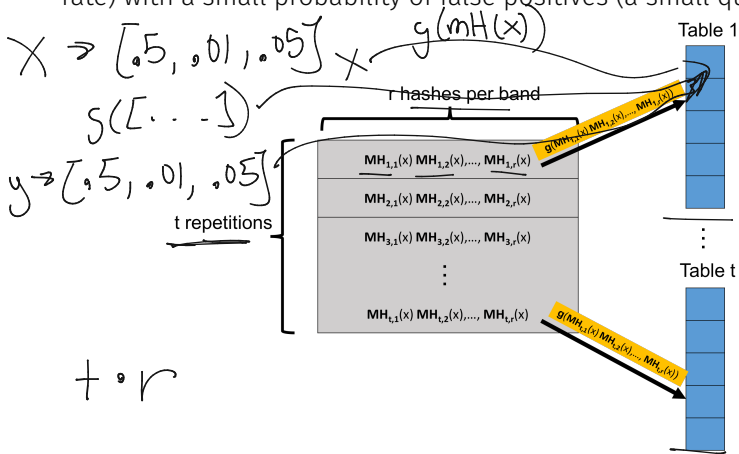 rate) with a small probability of false positives (a small qu
x → [.5, .01, .05] x
g(mH(x))
Table 1
g([. . . -])
r hashes per band
g(MH1,1(x) MH1,2(x),..., MH1,r(x))
y → [.5, .01, .05]
MH1,1(x) MH1,2(x),..., MH1,r(x)
MH2,1(x) MH2,2(x),..., MH2,r(x)
t repetitions
MH3,1(x) MH3,2(x),..., MH3,r(x)
⋮
⋮
Table t
MHt,1(x) MHt,2(x),..., MHt,r(x)
g(MHt,1(x) MHt,2(x),..., MHt,r(x))
t · r